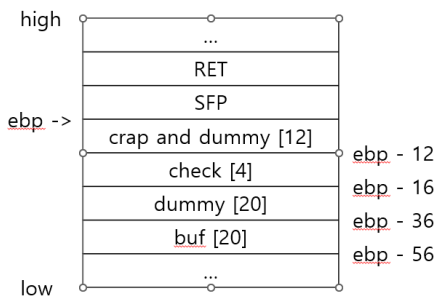 high
...
RET
SFP
ebp ->
crap and dummy [12]
ebp - 12
check [4]
ebp - 16
dummy [20]
ebp - 36
buf [20]
ebp - 56
...
low